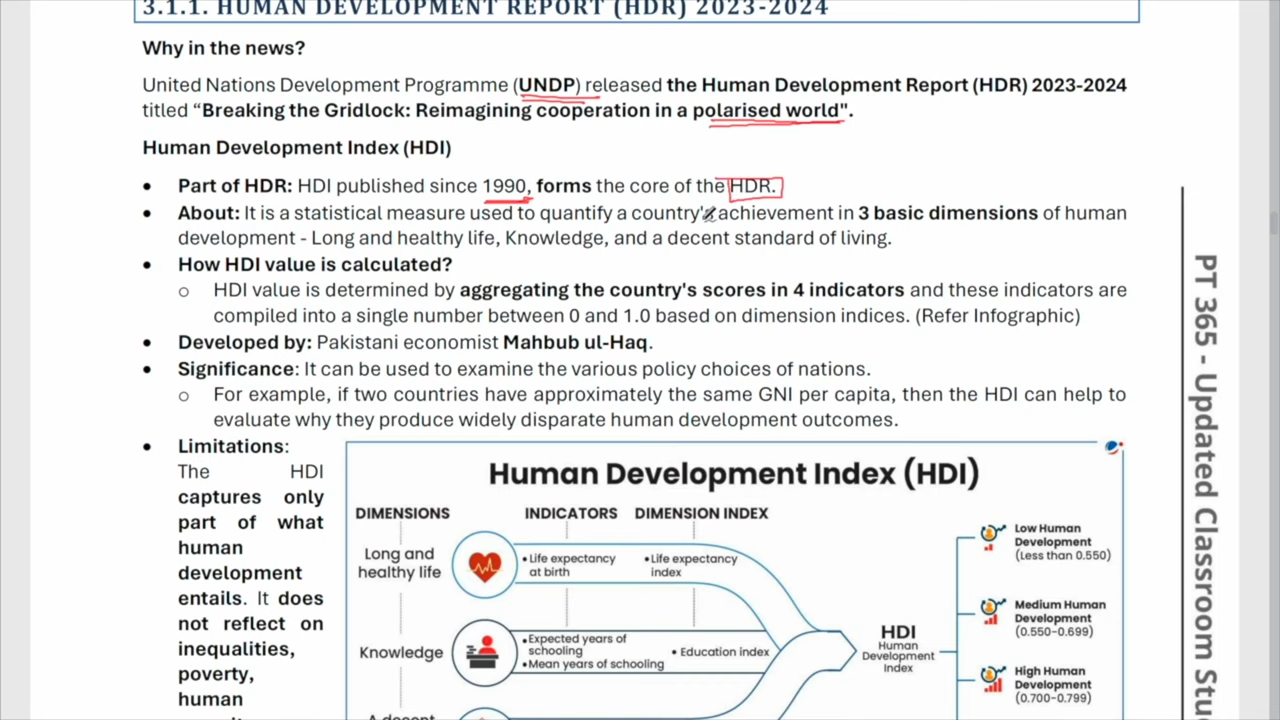 3.1.1. HUMAN DEVELOPMENT REPORT (HDR) 2023-2024
Why in the news?
United Nations Development Programme (UNDP) released the Human Development Report (HDR) 2023-2024
titled “Breaking the Gridlock: Reimagining cooperation in a polarised world".
Human Development Index (HDI)
• Part of HDR: HDI published since 1990, forms the core of the HDR.
• About: It is a statistical measure used to quantify a country's achievement in 3 basic dimensions of human
development - Long and healthy life, Knowledge, and a decent standard of living.
• How HDI value is calculated?
o HDI value is determined by aggregating the country's scores in 4 indicators and these indicators are
compiled into a single number between 0 and 1.0 based on dimension indices. (Refer Infographic)
• Developed by: Pakistani economist Mahbub ul-Haq.
• Significance: It can be used to examine the various policy choices of nations.
o For example, if two countries have approximately the same GNI per capita, then the HDI can help to
evaluate why they produce widely disparate human development outcomes.
• Limitations:
The HDI
captures only
part of what
human
development
entails. It does
not reflect on
inequalities,
poverty,
human
Human Development Index (HDI)
DIMENSIONS INDICATORS DIMENSION INDEX
Long and
healthy life
• Life expectancy
at birth
• Life expectancy
index
Knowledge
• Expected years of
schooling
• Mean years of schooling
• Education index
A decent
HDI
Human
Development
Index
Low Human
Development
(Less than 0.550)
Medium Human
Development
(0.550-0.699)
High Human
Development
(0.700-0.799)
PT 365 - Updated Classroom Stu